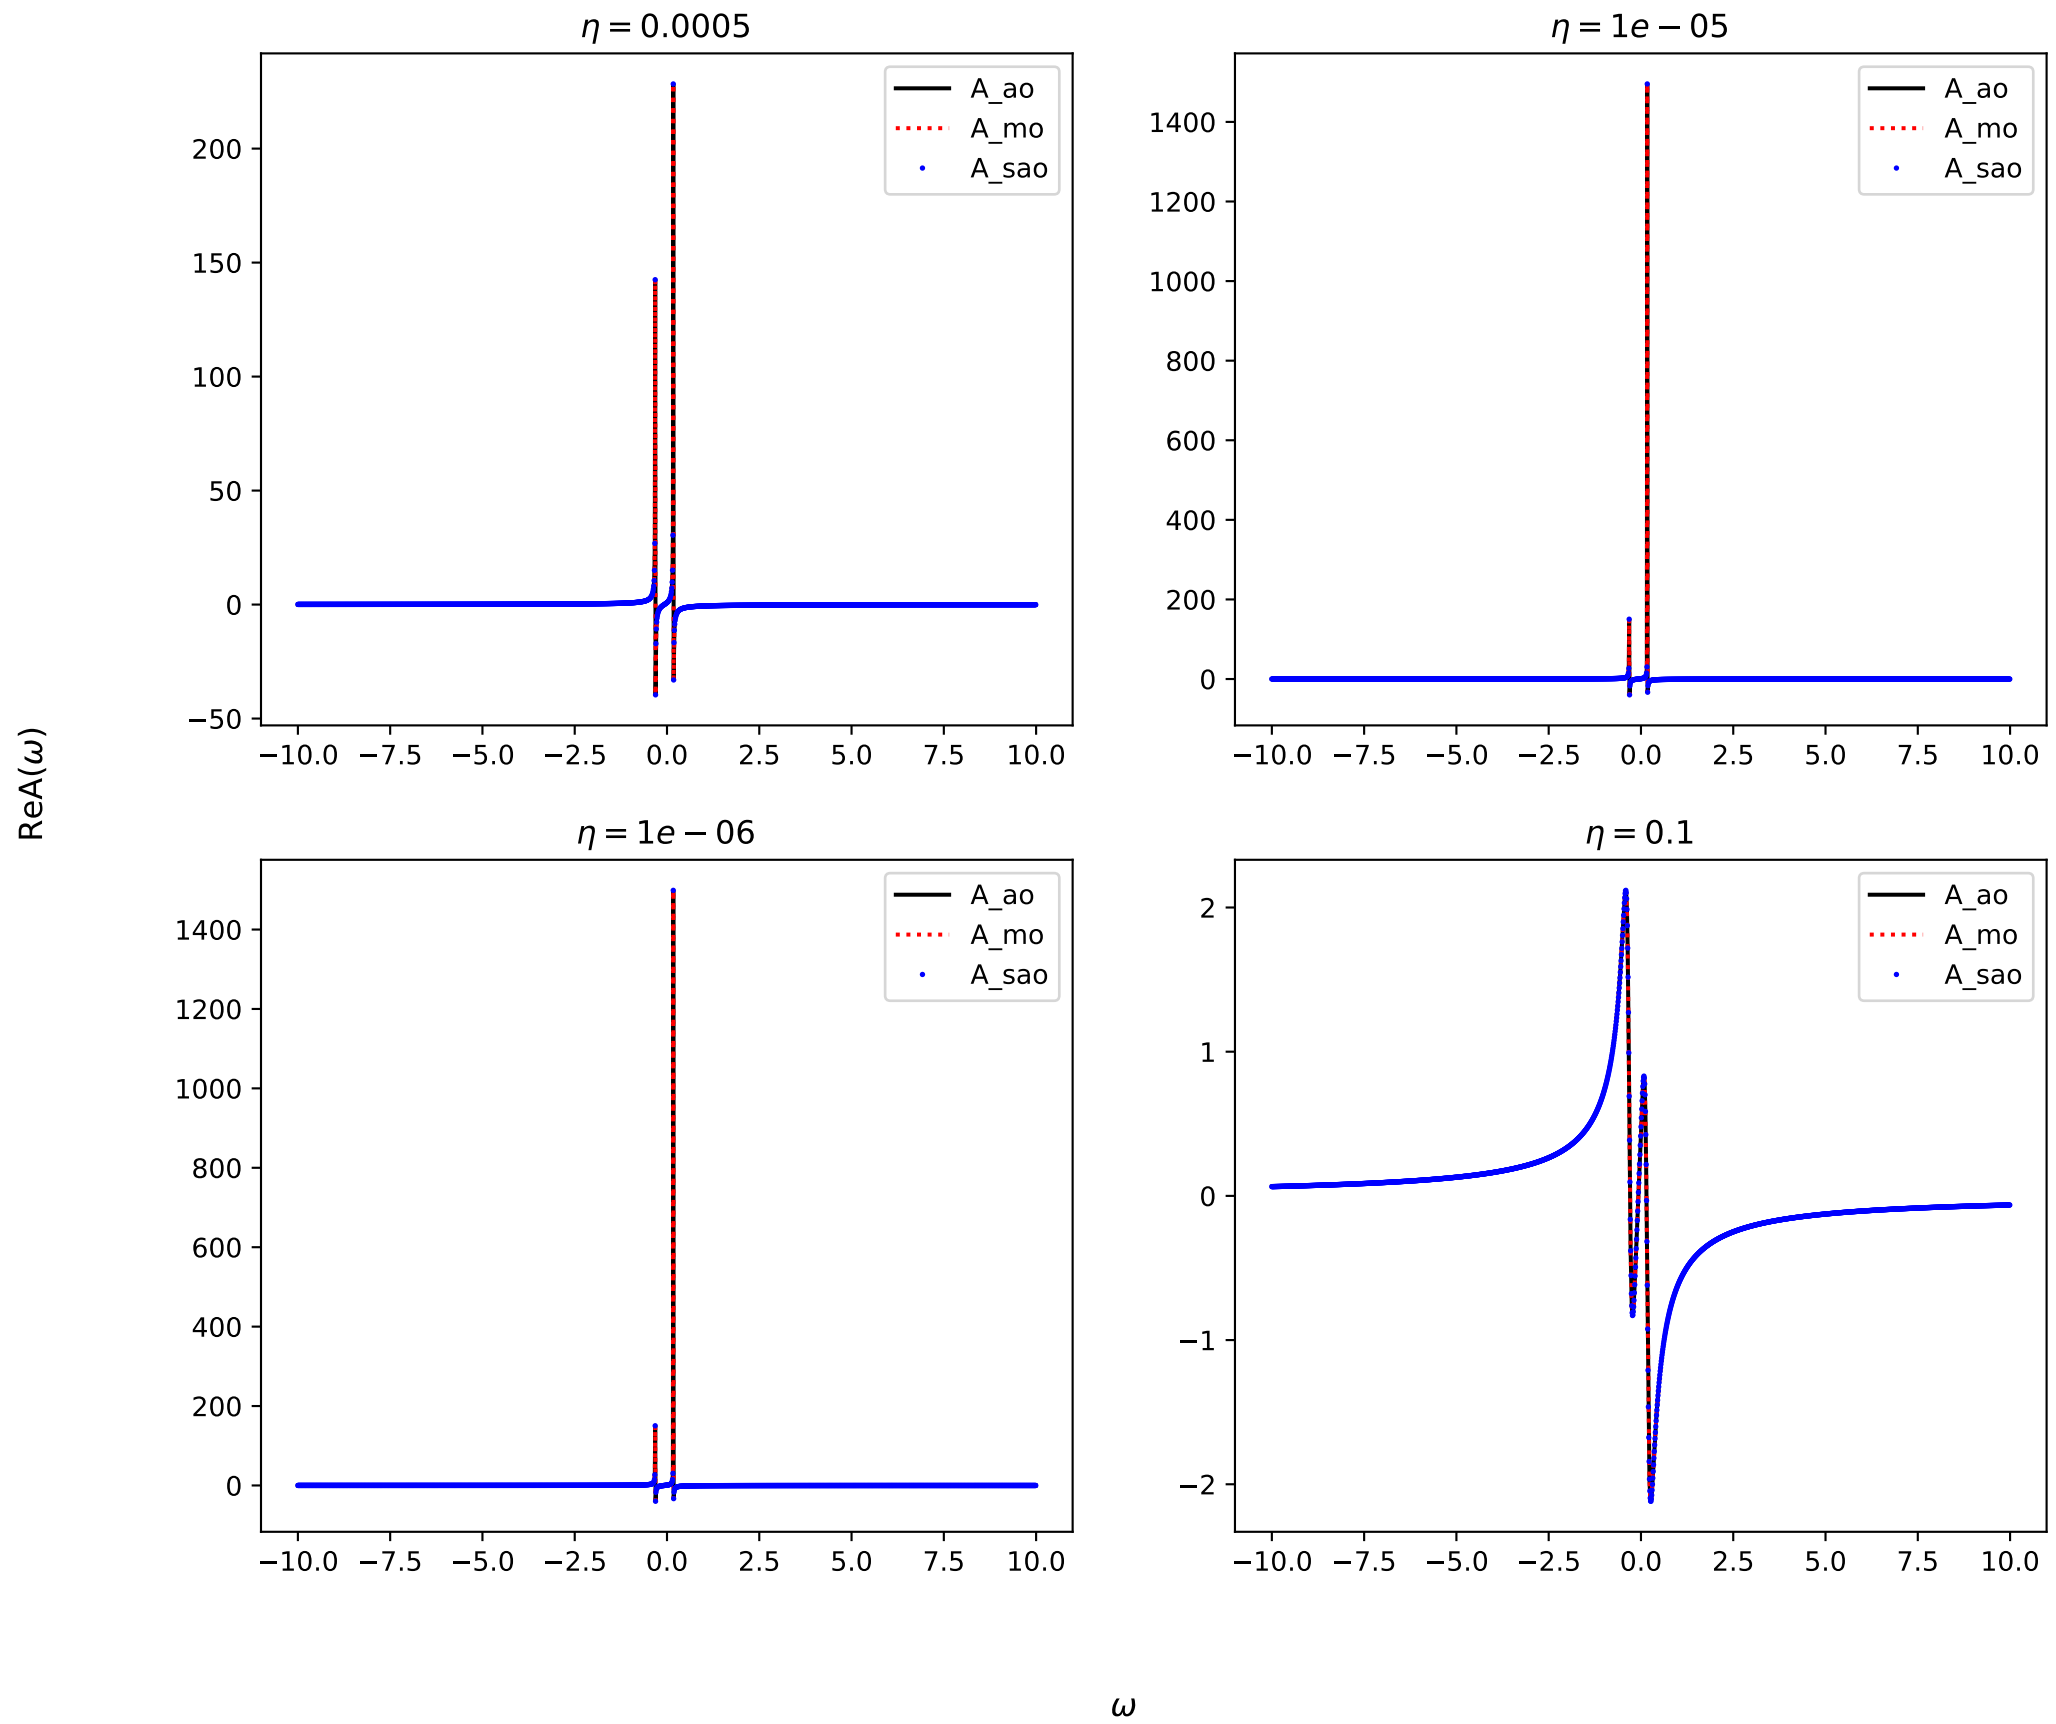 η = 0.0005
200
150
100
50
0
−50
−10.0 −7.5 −5.0 −2.5 0.0 2.5 5.0 7.5 10.0
A_ao
A_mo
A_sao
η = 1e − 05
1400
1200
1000
800
600
400
200
0
−10.0 −7.5 −5.0 −2.5 0.0 2.5 5.0 7.5 10.0
A_ao
A_mo
A_sao
ReA(ω)
η = 1e − 06
1400
1200
1000
800
600
400
200
0
−10.0 −7.5 −5.0 −2.5 0.0 2.5 5.0 7.5 10.0
A_ao
A_mo
A_sao
η = 0.1
2
1
0
−1
−2
−10.0 −7.5 −5.0 −2.5 0.0 2.5 5.0 7.5 10.0
A_ao
A_mo
A_sao
ω